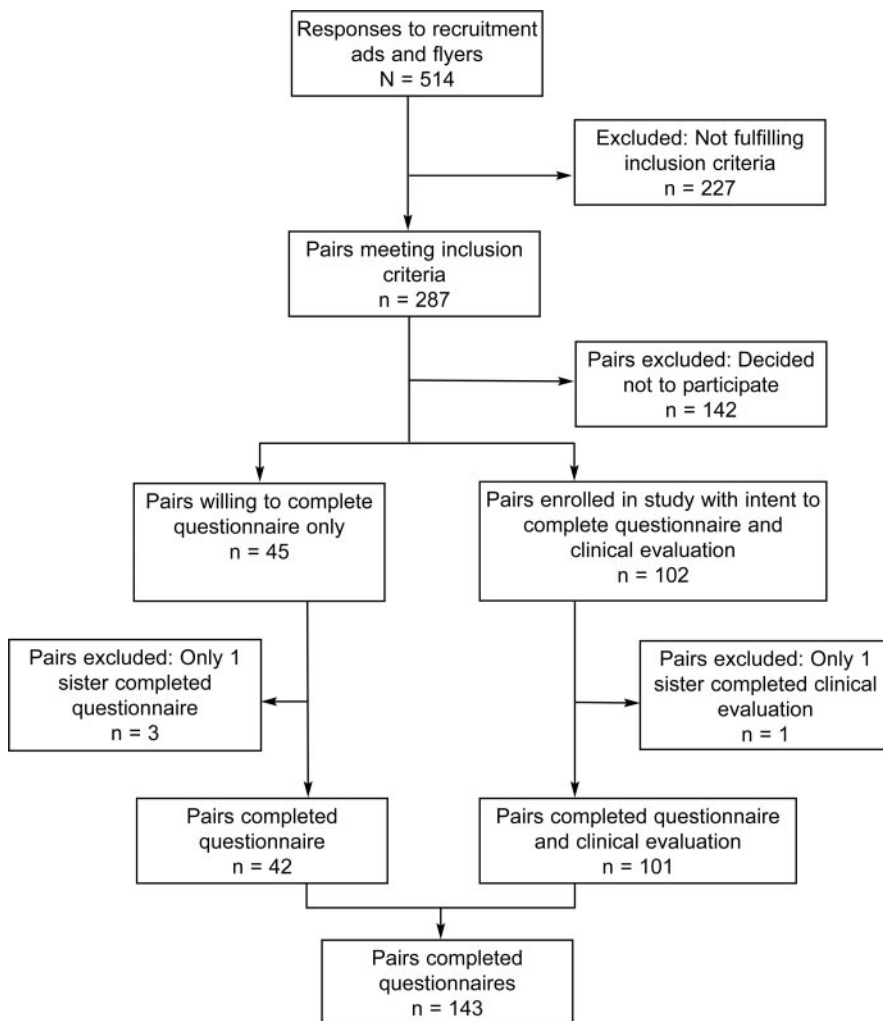 Responses to recruitment
ads and flyers
N = 514
Excluded: Not fulfilling
inclusion criteria
n = 227
Pairs meeting inclusion
criteria
n = 287
Pairs excluded: Decided
not to participate
n = 142
Pairs willing to complete
questionnaire only
n = 45
Pairs enrolled in study with intent to
complete questionnaire and
clinical evaluation
n = 102
Pairs excluded: Only 1
sister completed
questionnaire
n = 3
Pairs excluded: Only 1
sister completed clinical
evaluation
n = 1
Pairs completed
questionnaire
n = 42
Pairs completed questionnaire
and clinical evaluation
n = 101
Pairs completed
questionnaires
n = 143